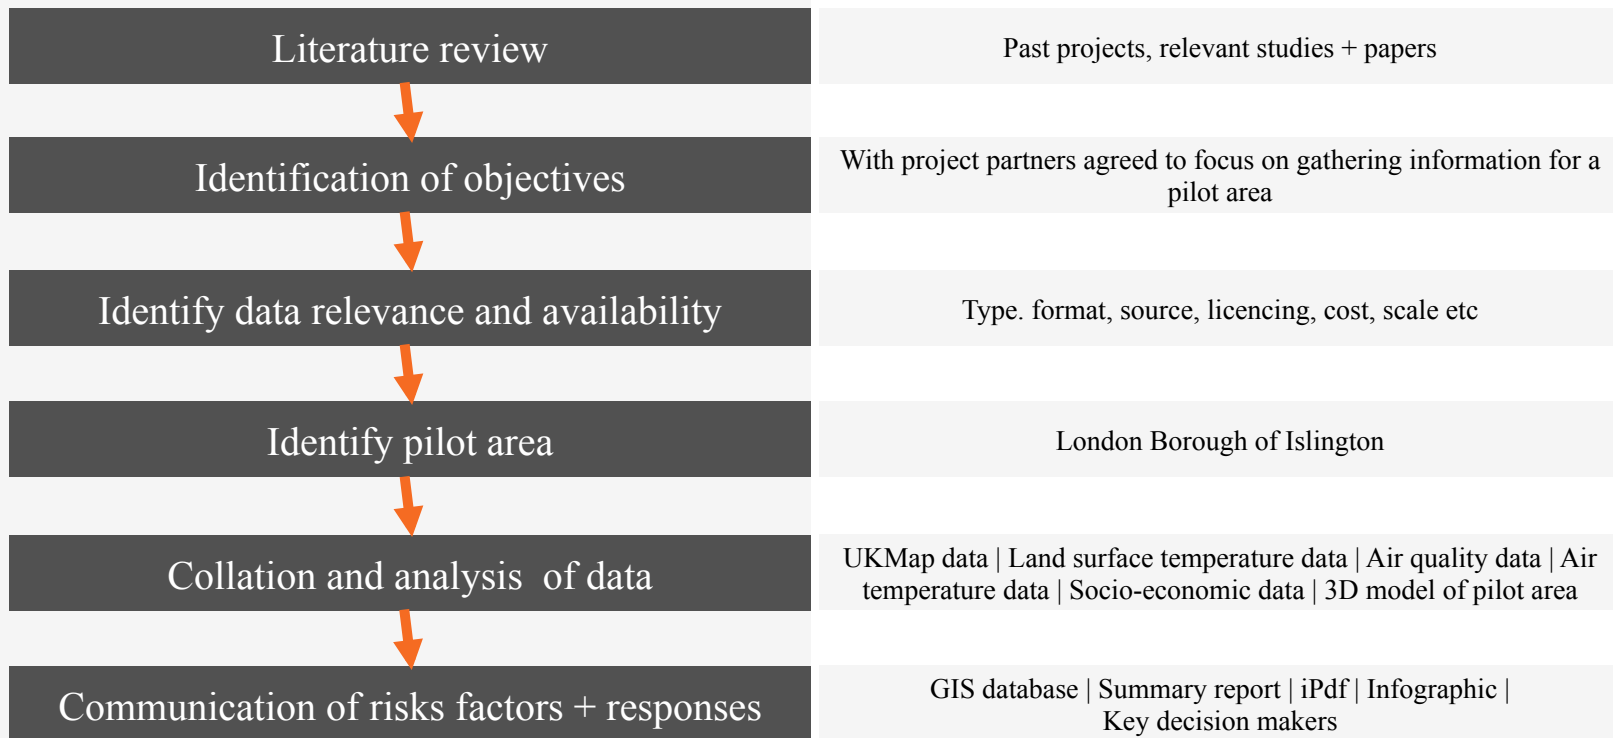 Literature review
Past projects, relevant studies + papers
Identification of objectives
With project partners agreed to focus on gathering information for a
pilot area
Identify data relevance and availability
Type. format, source, licencing, cost, scale etc
Identify pilot area
London Borough of Islington
Collation and analysis  of data
UKMap data | Land surface temperature data | Air quality data | Air
temperature data | Socio-economic data | 3D model of pilot area
Communication of risks factors + responses
GIS database | Summary report | iPdf | Infographic |
Key decision makers